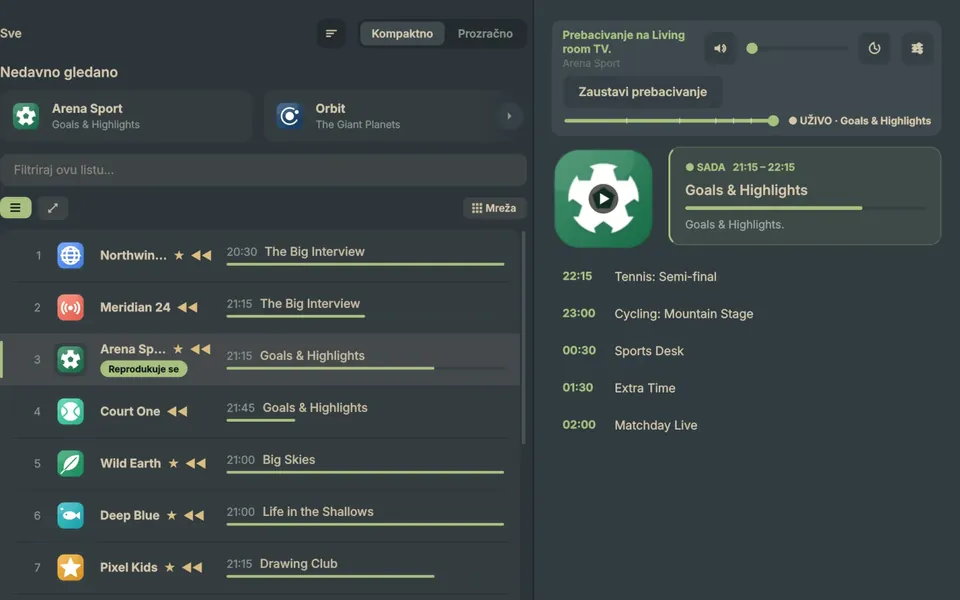 Sve
Kompaktno
Prozračno
Nedavno gledano
Arena Sport
Goals & Highlights
Orbit
The Giant Planets
Filtriraj ovu listu...
Mreža
1 Northwin... 20:30 The Big Interview
2 Meridian 24 21:15 The Big Interview
3 Arena Sp... 21:15 Goals & Highlights
Reprodukuje se
4 Court One 21:45 Goals & Highlights
5 Wild Earth 21:00 Big Skies
6 Deep Blue 21:00 Life in the Shallows
7 Pixel Kids 21:15 Drawing Club
Prebacivanje na Living
room TV.
Arena Sport
Zaustavi prebacivanje
UŽIVO · Goals & Highlights
SADA 21:15 – 22:15
Goals & Highlights
Goals & Highlights.
22:15 Tennis: Semi-final
23:00 Cycling: Mountain Stage
00:30 Sports Desk
01:30 Extra Time
02:00 Matchday Live